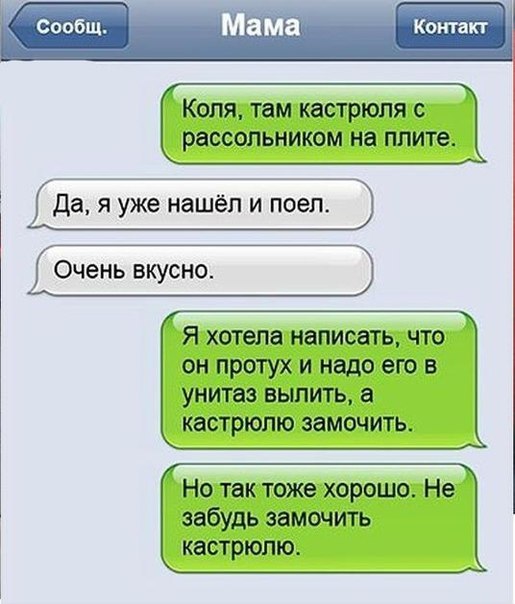 Сообщ. Мама Контакт
Коля, там кастрюля с
рассольником на плите.
Да, я уже нашёл и поел.
Очень вкусно.
Я хотела написать, что
он протух и надо его в
унитаз вылить, а
кастрюлю замочить.
Но так тоже хорошо. Не
забудь замочить
кастрюлю.